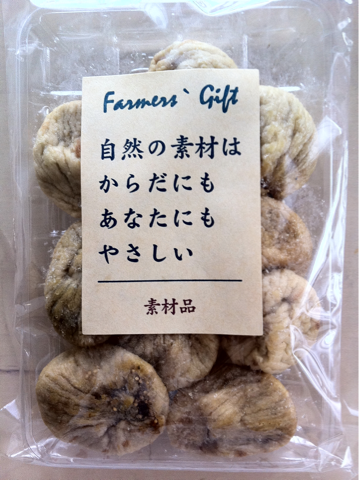 Farmers` Gift
自然の素材は
からだにも
あなたにも
やさしい
素材品